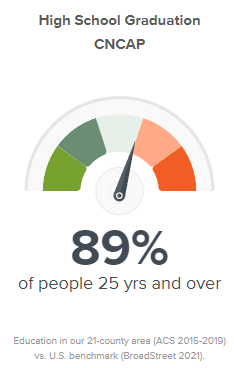 High School Graduation
CNCAP
89%
of people 25 yrs and over
Education in our 21-county area (ACS 2015-2019)
vs. U.S. benchmark (BroadStreet 2021).